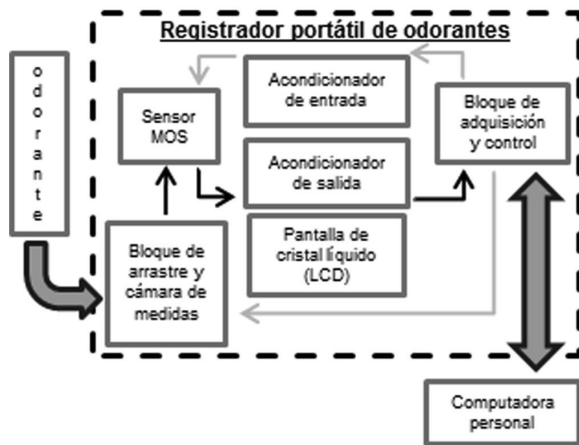 Registrador portátil de odorantes
odorante
Sensor
MOS
Acondicionador
de entrada
Bloque de
adquisición
y control
Acondicionador
de salida
Pantalla de
cristal líquido
(LCD)
Bloque de
arrastre y
cámara de
medidas
Computadora
personal